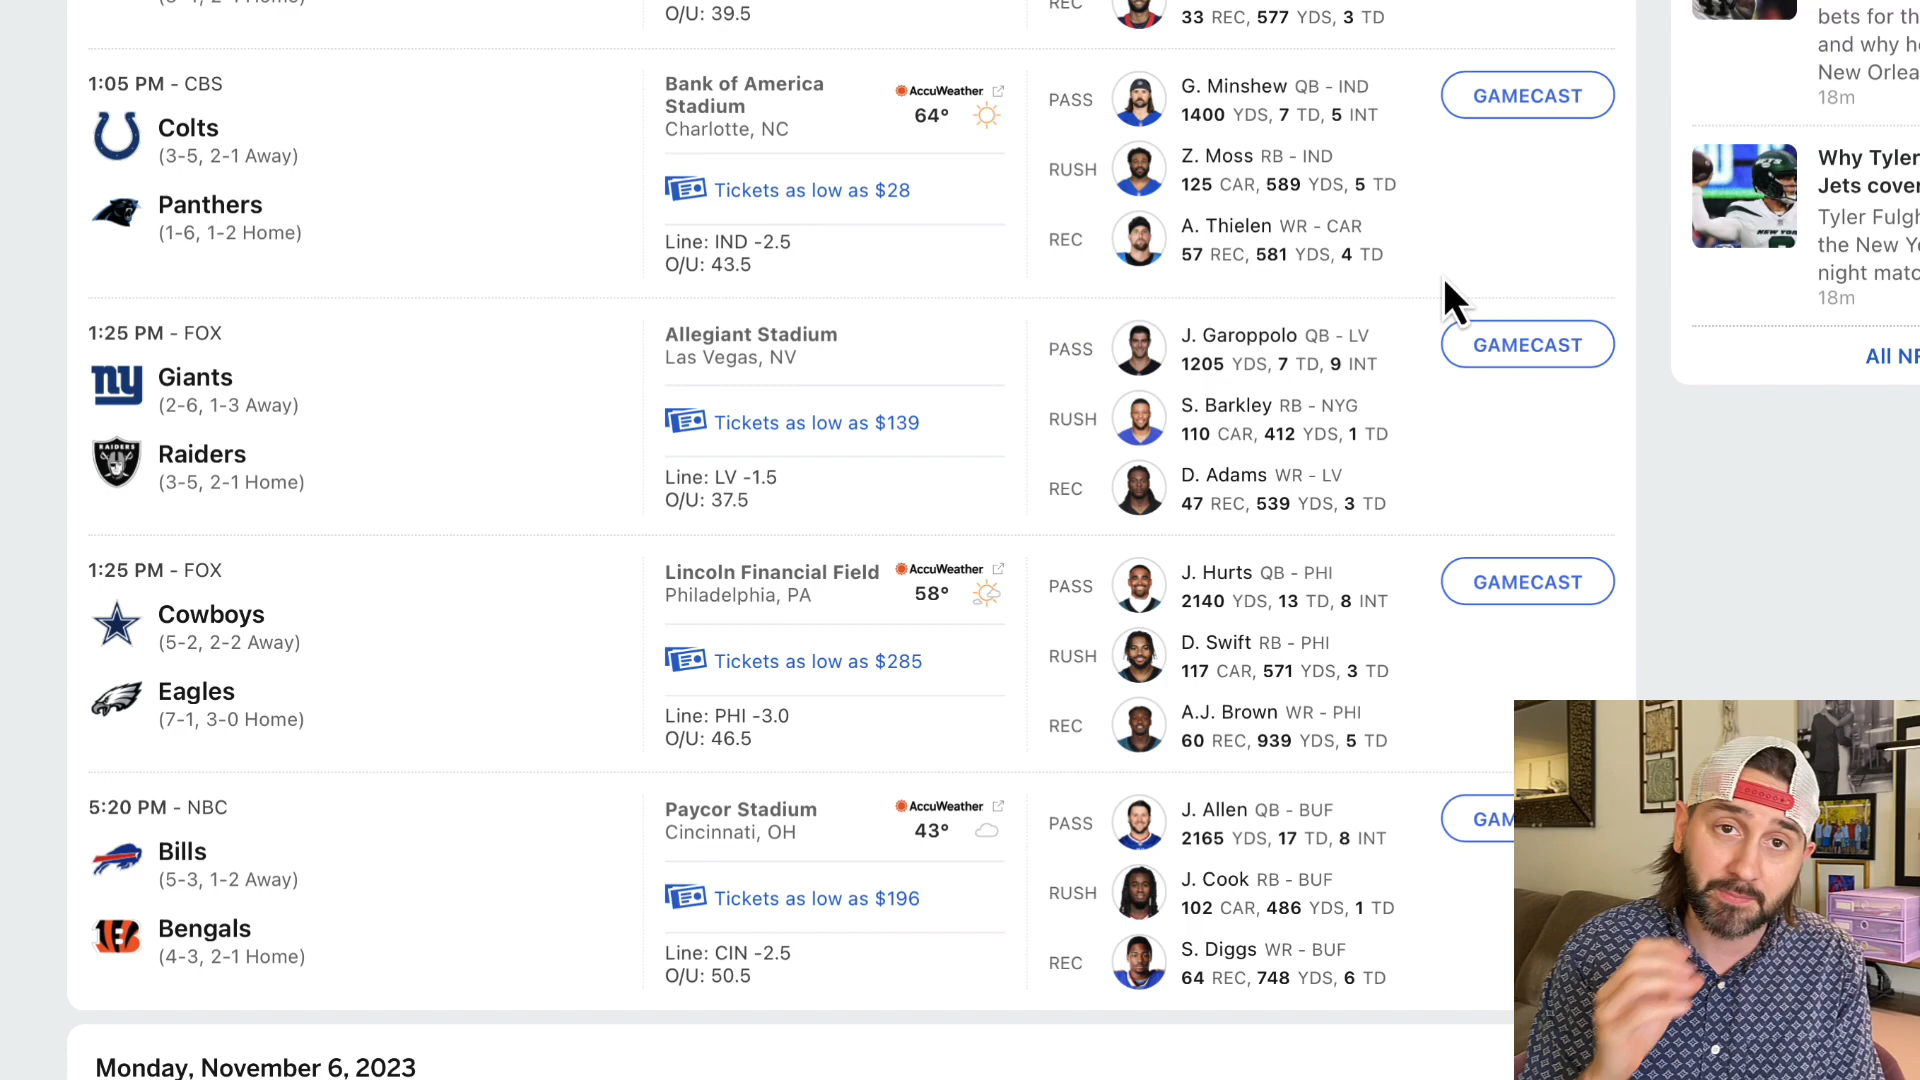 O/U: 39.5
REC
33 REC, 577 YDS, 3 TD
1:05 PM - CBS
Colts
(3-5, 2-1 Away)
Panthers
(1-6, 1-2 Home)
Bank of America
Stadium
Charlotte, NC
AccuWeather
64°
Tickets as low as $28
Line: IND -2.5
O/U: 43.5
PASS
G. Minshew QB - IND
1400 YDS, 7 TD, 5 INT
RUSH
Z. Moss RB - IND
125 CAR, 589 YDS, 5 TD
REC
A. Thielen WR - CAR
57 REC, 581 YDS, 4 TD
GAMECAST
1:25 PM - FOX
ny
Giants
(2-6, 1-3 Away)
RAIDERS
Raiders
(3-5, 2-1 Home)
Allegiant Stadium
Las Vegas, NV
Tickets as low as $139
Line: LV -1.5
O/U: 37.5
PASS
J. Garoppolo QB - LV
1205 YDS, 7 TD, 9 INT
RUSH
S. Barkley RB - NYG
110 CAR, 412 YDS, 1 TD
REC
D. Adams WR - LV
47 REC, 539 YDS, 3 TD
GAMECAST
1:25 PM - FOX
Cowboys
(5-2, 2-2 Away)
Eagles
(7-1, 3-0 Home)
Lincoln Financial Field
Philadelphia, PA
AccuWeather
58°
Tickets as low as $285
Line: PHI -3.0
O/U: 46.5
PASS
J. Hurts QB - PHI
2140 YDS, 13 TD, 8 INT
RUSH
D. Swift RB - PHI
117 CAR, 571 YDS, 3 TD
REC
A.J. Brown WR - PHI
60 REC, 939 YDS, 5 TD
GAMECAST
5:20 PM - NBC
Bills
(5-3, 1-2 Away)
Bengals
(4-3, 2-1 Home)
Paycor Stadium
Cincinnati, OH
AccuWeather
43°
Tickets as low as $196
Line: CIN -2.5
O/U: 50.5
PASS
J. Allen QB - BUF
2165 YDS, 17 TD, 8 INT
RUSH
J. Cook RB - BUF
102 CAR, 486 YDS, 1 TD
REC
S. Diggs WR - BUF
64 REC, 748 YDS, 6 TD
GAM
Monday, November 6, 2023
bets for th
and why h
New Orlea
18m
JETS
NEW YOR
Why Tyler
Jets cover
Tyler Fulgh
the New Yo
night matc
18m
All NF